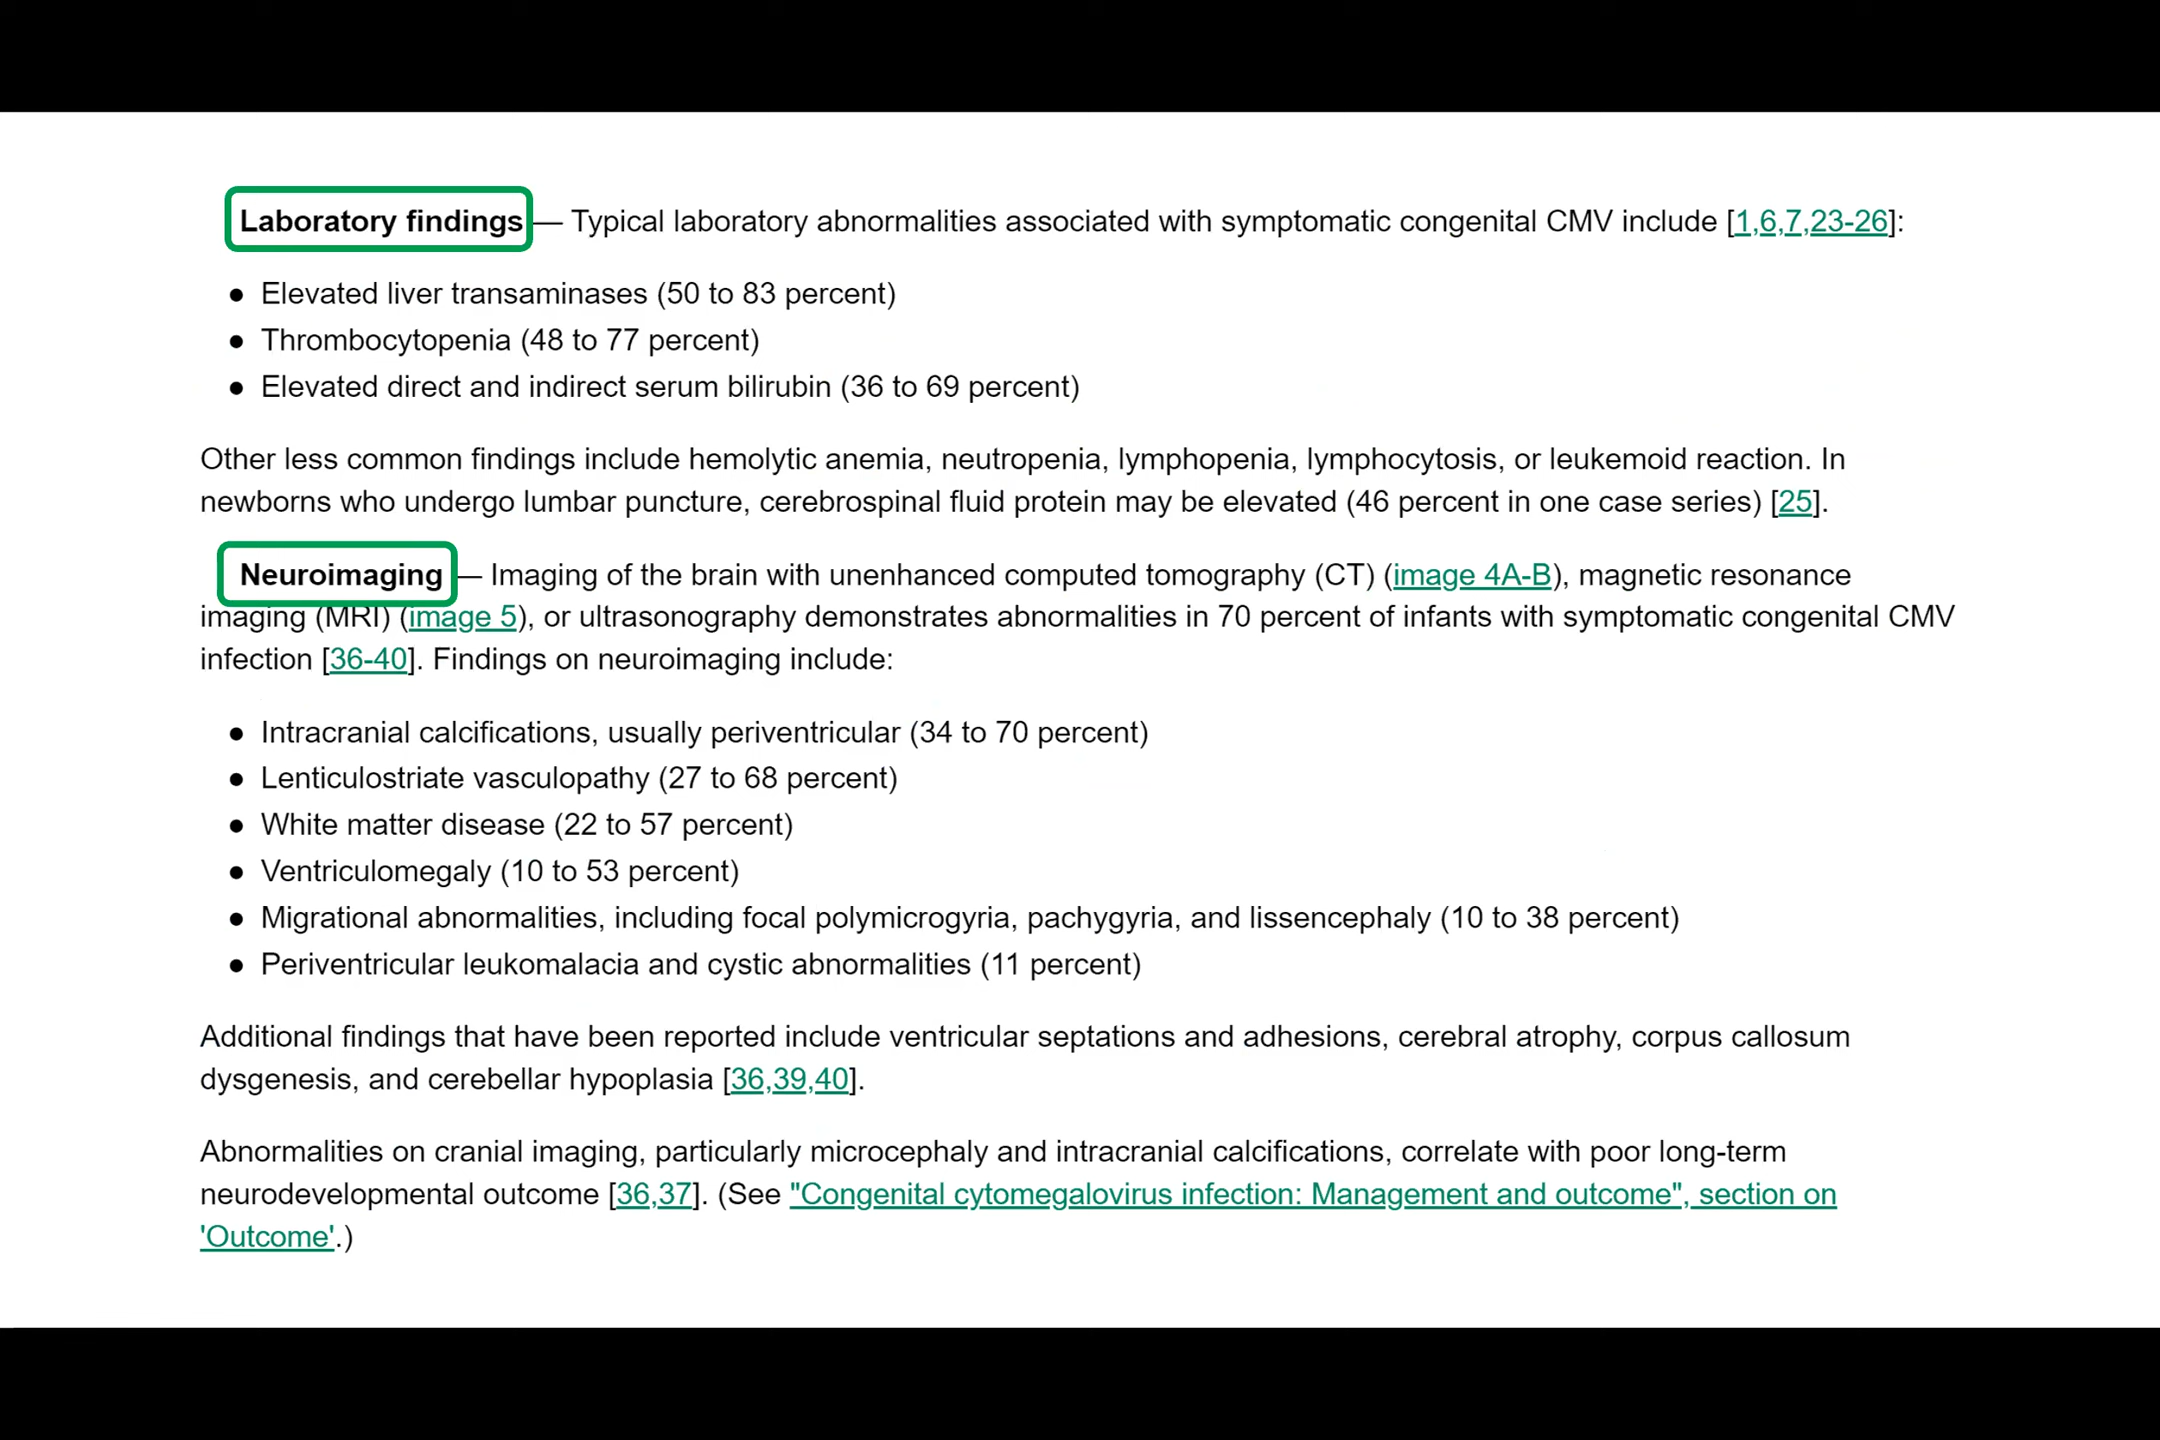 Laboratory findings — Typical laboratory abnormalities associated with symptomatic congenital CMV include [1,6,7,23-26]:
● Elevated liver transaminases (50 to 83 percent)
● Thrombocytopenia (48 to 77 percent)
● Elevated direct and indirect serum bilirubin (36 to 69 percent)
Other less common findings include hemolytic anemia, neutropenia, lymphopenia, lymphocytosis, or leukemoid reaction. In
newborns who undergo lumbar puncture, cerebrospinal fluid protein may be elevated (46 percent in one case series) [25].
Neuroimaging — Imaging of the brain with unenhanced computed tomography (CT) (image 4A-B), magnetic resonance
imaging (MRI) (image 5), or ultrasonography demonstrates abnormalities in 70 percent of infants with symptomatic congenital CMV
infection [36-40]. Findings on neuroimaging include:
● Intracranial calcifications, usually periventricular (34 to 70 percent)
● Lenticulostriate vasculopathy (27 to 68 percent)
● White matter disease (22 to 57 percent)
● Ventriculomegaly (10 to 53 percent)
● Migrational abnormalities, including focal polymicrogyria, pachygyria, and lissencephaly (10 to 38 percent)
● Periventricular leukomalacia and cystic abnormalities (11 percent)
Additional findings that have been reported include ventricular septations and adhesions, cerebral atrophy, corpus callosum
dysgenesis, and cerebellar hypoplasia [36,39,40].
Abnormalities on cranial imaging, particularly microcephaly and intracranial calcifications, correlate with poor long-term
neurodevelopmental outcome [36,37]. (See "Congenital cytomegalovirus infection: Management and outcome", section on
'Outcome'.)